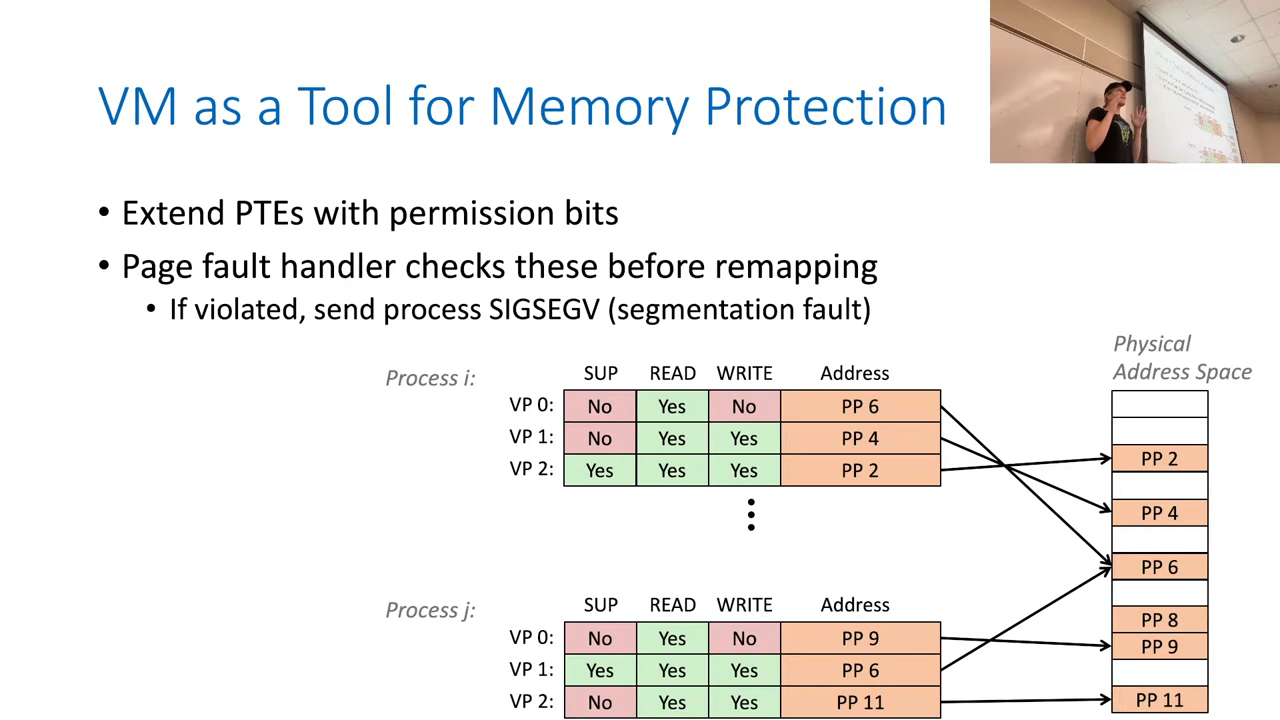 VM as a Tool for Memory Protection
• Extend PTEs with permission bits
• Page fault handler checks these before remapping
• If violated, send process SIGSEGV (segmentation fault)
Process i:
SUP READ WRITE Address
VP 0: No Yes No PP 6
VP 1: No Yes Yes PP 4
VP 2: Yes Yes Yes PP 2
Process j:
SUP READ WRITE Address
VP 0: No Yes No PP 9
VP 1: Yes Yes Yes PP 6
VP 2: No Yes Yes PP 11
Physical
Address Space
PP 2
PP 4
PP 6
PP 8
PP 9
PP 11